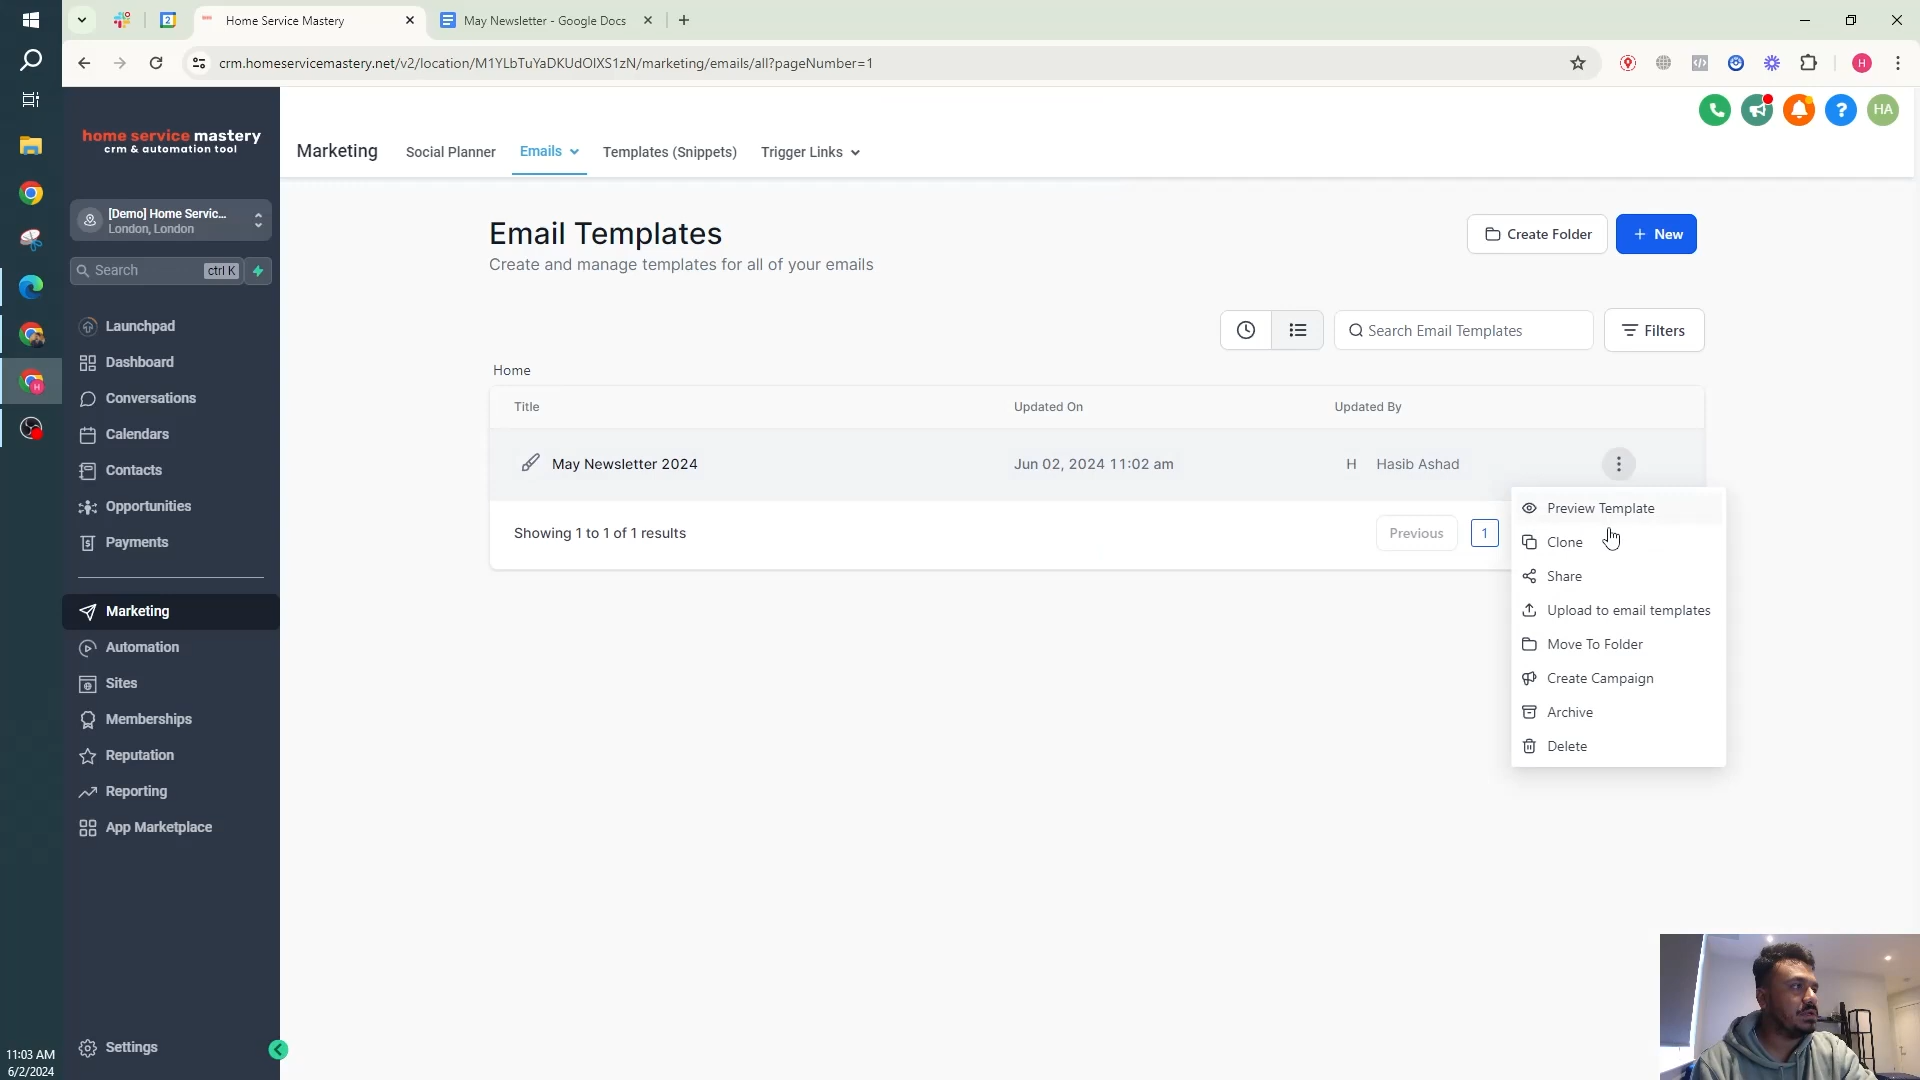 Home Service Mastery
May Newsletter - Google Docs
crm.homeservicemastery.net/v2/location/M1YLbTuYaDKUdOIXS1zN/marketing/emails/all?pageNumber=1
H
home service mastery
crm & automation tool
[Demo] Home Servic...
London, London
Search
ctrl K
Launchpad
Dashboard
Conversations
Calendars
Contacts
Opportunities
Payments
Marketing
Automation
Sites
Memberships
Reputation
Reporting
App Marketplace
Settings
11:03 AM
6/2/2024
Marketing
Social Planner
Emails
Templates (Snippets)
Trigger Links
HA
Email Templates
Create and manage templates for all of your emails
Create Folder
+ New
Search Email Templates
Filters
Home
Title
Updated On
Updated By
May Newsletter 2024
Jun 02, 2024 11:02 am
H
Hasib Ashad
Showing 1 to 1 of 1 results
Previous
1
Preview Template
Clone
Share
Upload to email templates
Move To Folder
Create Campaign
Archive
Delete